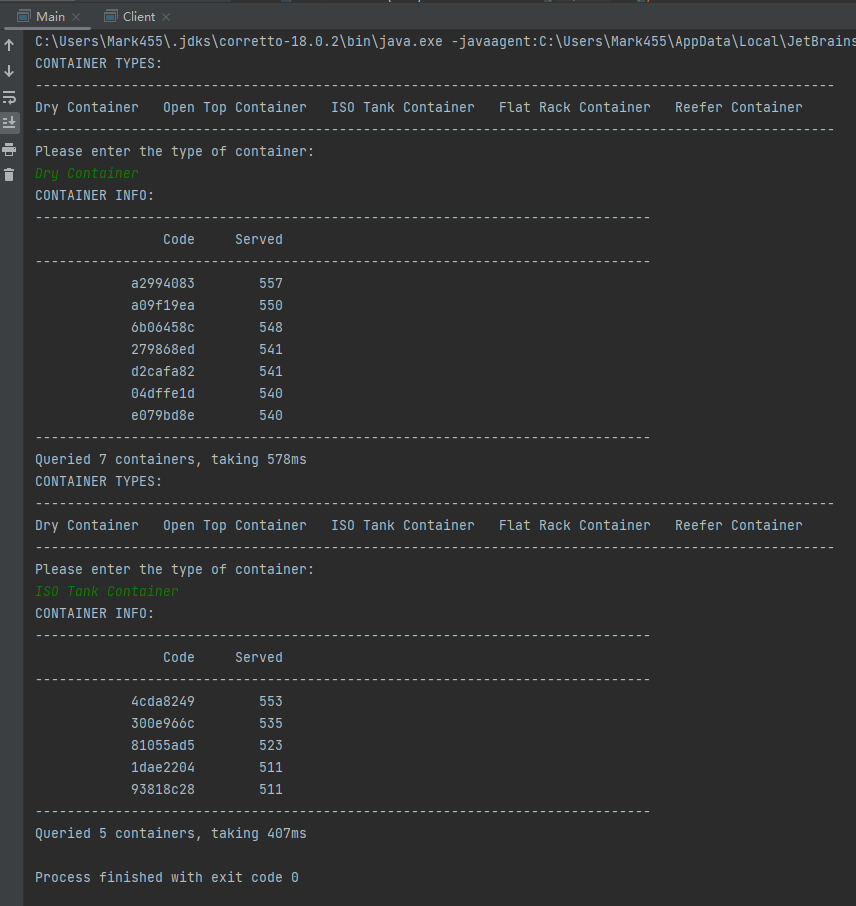 Main Client
C:\Users\Mark455\.jdks\corretto-18.0.2\bin\java.exe -javaagent:C:\Users\Mark455\AppData\Local\JetBrains
CONTAINER TYPES:
----------------------------------------------------------------------------------------------------
Dry Container   Open Top Container   ISO Tank Container   Flat Rack Container   Reefer Container
----------------------------------------------------------------------------------------------------
Please enter the type of container:
Dry Container
CONTAINER INFO:
-----------------------------------------------------------------------------
                Code     Served
-----------------------------------------------------------------------------
            a2994083        557
            a09f19ea        550
            6b06458c        548
            279868ed        541
            d2cafa82        541
            04dffe1d        540
            e079bd8e        540
-----------------------------------------------------------------------------
Queried 7 containers, taking 578ms
CONTAINER TYPES:
----------------------------------------------------------------------------------------------------
Dry Container   Open Top Container   ISO Tank Container   Flat Rack Container   Reefer Container
----------------------------------------------------------------------------------------------------
Please enter the type of container:
ISO Tank Container
CONTAINER INFO:
-----------------------------------------------------------------------------
                Code     Served
-----------------------------------------------------------------------------
            4cda8249        553
            300e966c        535
            81055ad5        523
            1dae2204        511
            93818c28        511
-----------------------------------------------------------------------------
Queried 5 containers, taking 407ms
Process finished with exit code 0